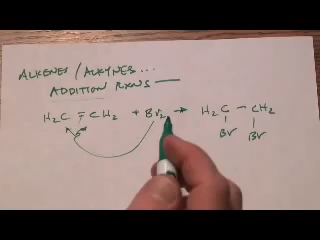 ALKENES / ALKYNES ...
ADDITION RXNS
H₂C = CH₂ + Br₂ → H₂C - CH₂
Br Br